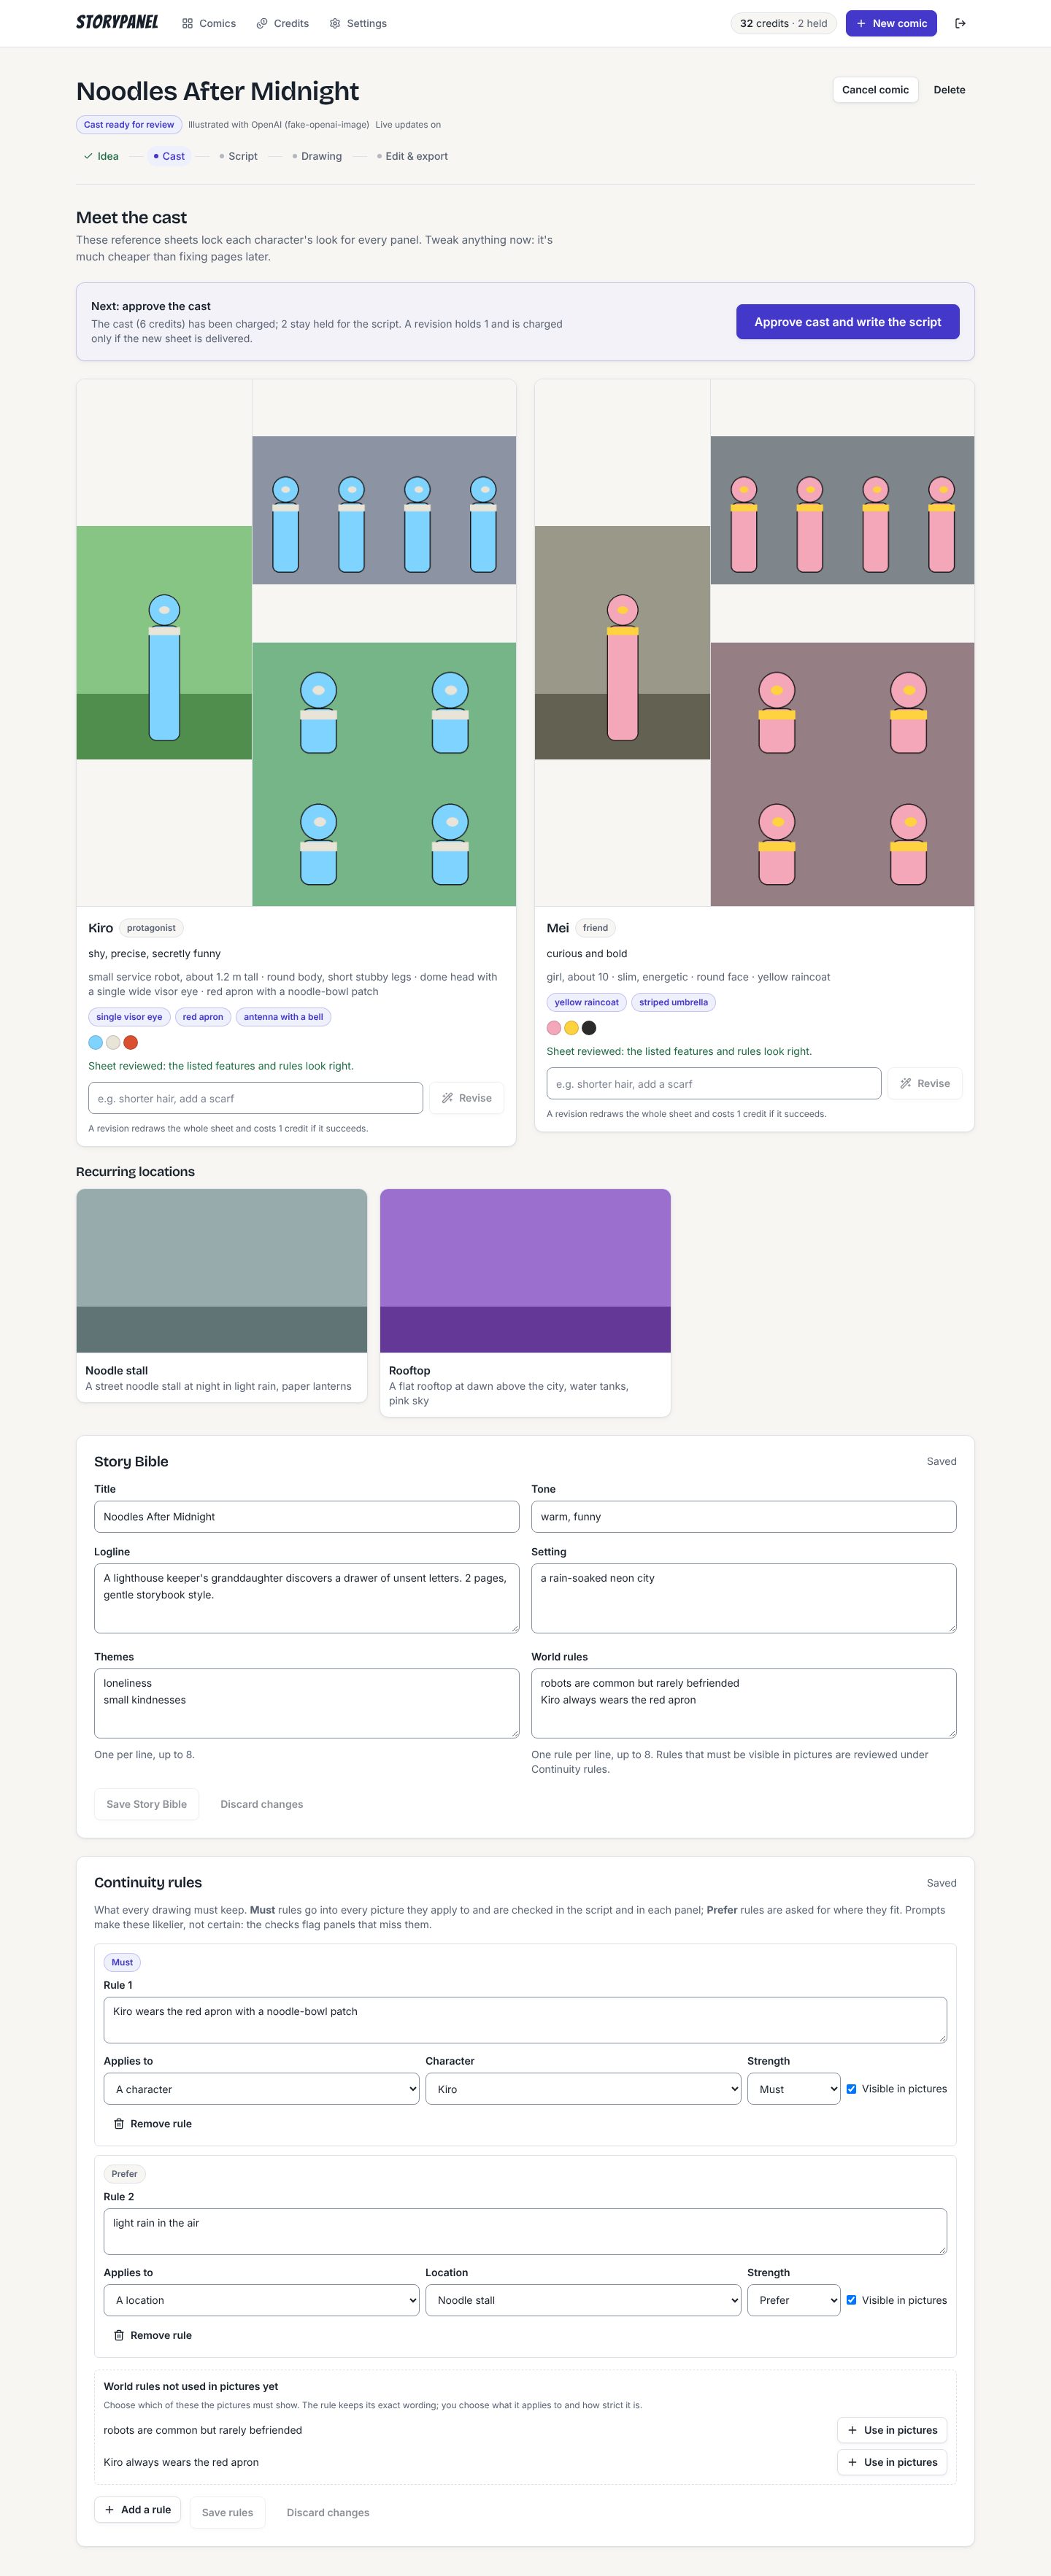 STORYPANEL
Comics
Credits
Settings
32 credits · 2 held
New comic
Noodles After Midnight
Cancel comic
Delete
Cast ready for review
Illustrated with OpenAI (fake-openai-image)
Live updates on
Idea
Cast
Script
Drawing
Edit & export
Meet the cast
These reference sheets lock each character's look for every panel. Tweak anything now: it's
much cheaper than fixing pages later.
Next: approve the cast
The cast (6 credits) has been charged; 2 stay held for the script. A revision holds 1 and is charged
only if the new sheet is delivered.
Approve cast and write the script
Kiro
protagonist
shy, precise, secretly funny
small service robot, about 1.2 m tall · round body, short stubby legs · dome head with
a single wide visor eye · red apron with a noodle-bowl patch
single visor eye
red apron
antenna with a bell
Sheet reviewed: the listed features and rules look right.
e.g. shorter hair, add a scarf
Revise
A revision redraws the whole sheet and costs 1 credit if it succeeds.
Mei
friend
curious and bold
girl, about 10 · slim, energetic · round face · yellow raincoat
yellow raincoat
striped umbrella
Sheet reviewed: the listed features and rules look right.
e.g. shorter hair, add a scarf
Revise
A revision redraws the whole sheet and costs 1 credit if it succeeds.
Recurring locations
Noodle stall
A street noodle stall at night in light rain, paper lanterns
Rooftop
A flat rooftop at dawn above the city, water tanks,
pink sky
Story Bible
Saved
Title
Noodles After Midnight
Tone
warm, funny
Logline
A lighthouse keeper's granddaughter discovers a drawer of unsent letters. 2 pages,
gentle storybook style.
Setting
a rain-soaked neon city
Themes
loneliness
small kindnesses
One per line, up to 8.
World rules
robots are common but rarely befriended
Kiro always wears the red apron
One rule per line, up to 8. Rules that must be visible in pictures are reviewed under
Continuity rules.
Save Story Bible
Discard changes
Continuity rules
Saved
What every drawing must keep. Must rules go into every picture they apply to and are checked in the script and in each panel; Prefer rules are asked for where they fit. Prompts
make these likelier, not certain: the checks flag panels that miss them.
Must
Rule 1
Kiro wears the red apron with a noodle-bowl patch
Applies to
Character
Strength
A character
Kiro
Must
Visible in pictures
Remove rule
Prefer
Rule 2
light rain in the air
Applies to
Location
Strength
A location
Noodle stall
Prefer
Visible in pictures
Remove rule
World rules not used in pictures yet
Choose which of these the pictures must show. The rule keeps its exact wording; you choose what it applies to and how strict it is.
robots are common but rarely befriended
Use in pictures
Kiro always wears the red apron
Use in pictures
Add a rule
Save rules
Discard changes